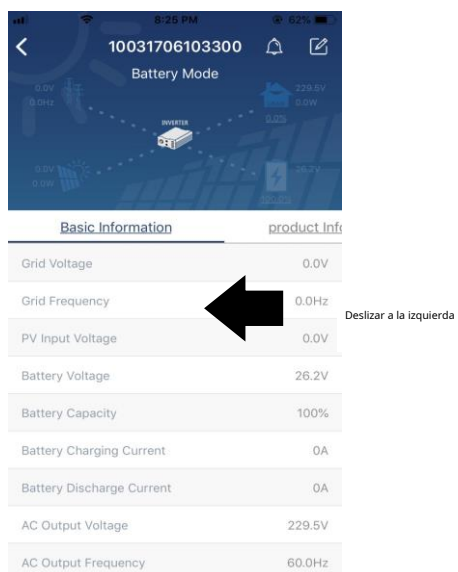 8:25 PM
62%
10031706103300
Battery Mode
0.0V
0.0Hz
229.5V
0.0W
0.0%
INVERTER
0.0V
0.0W
26.2V
100.0%
Basic Information
product Info
Grid Voltage
0.0V
Grid Frequency
0.0Hz
Deslizar a la izquierda
PV Input Voltage
0.0V
Battery Voltage
26.2V
Battery Capacity
100%
Battery Charging Current
0A
Battery Discharge Current
0A
AC Output Voltage
229.5V
AC Output Frequency
60.0Hz